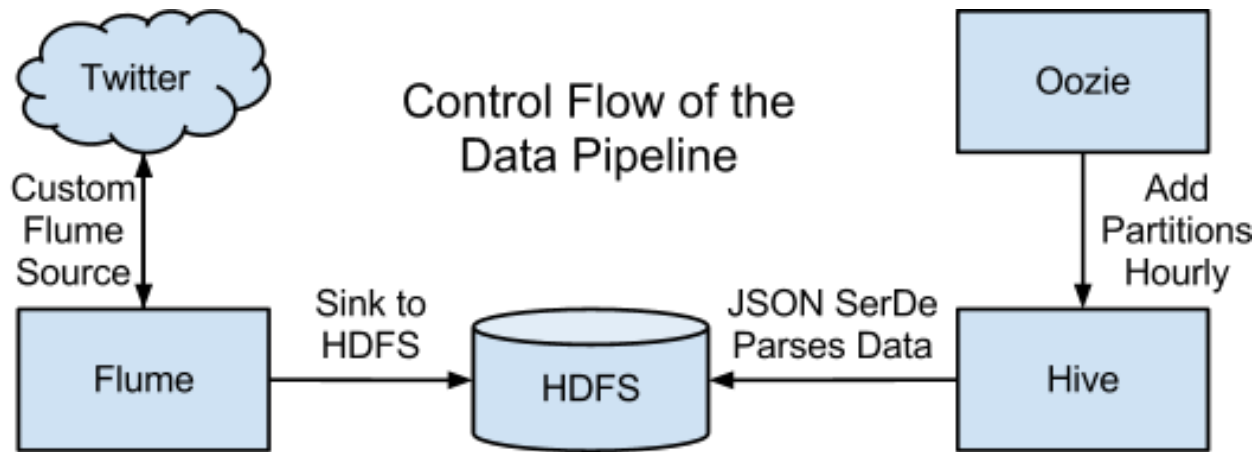 Twitter
Control Flow of the
Data Pipeline
Oozie
Custom
Flume
Source
Add
Partitions
Hourly
Sink to
HDFS
JSON SerDe
Parses Data
Flume
HDFS
Hive